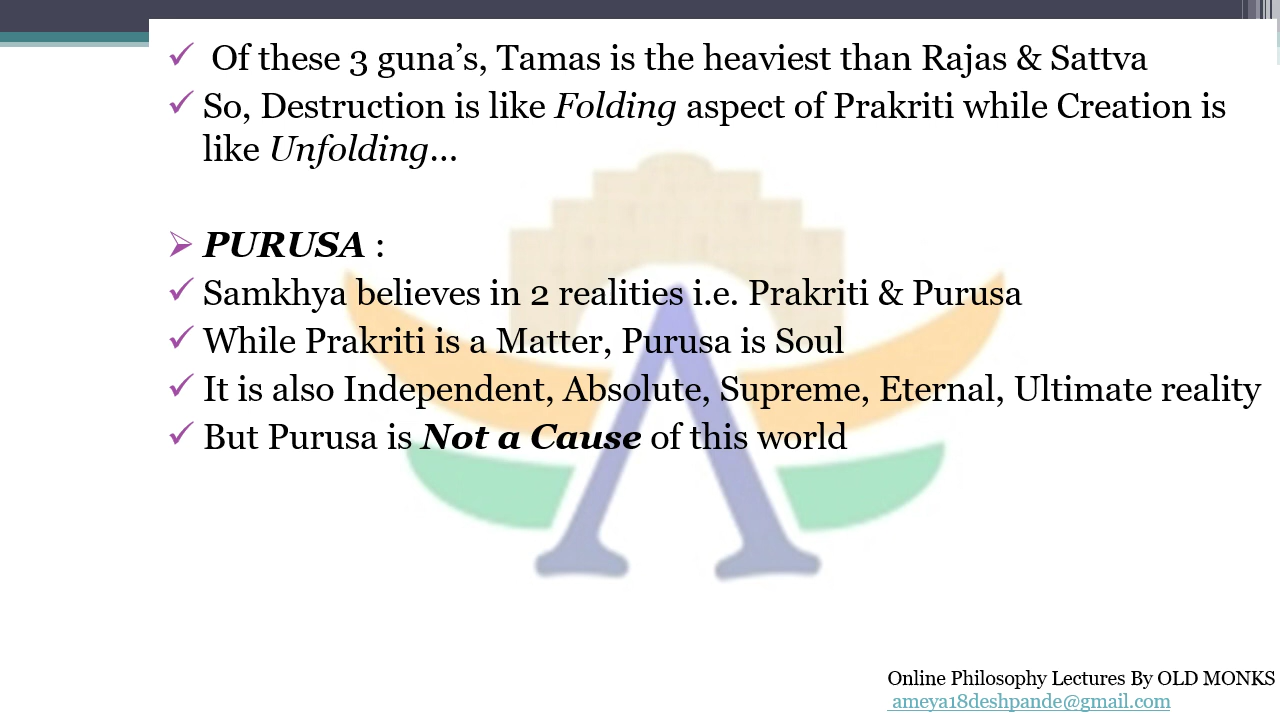 ✓ Of these 3 guna’s, Tamas is the heaviest than Rajas & Sattva
✓ So, Destruction is like Folding aspect of Prakriti while Creation is
like Unfolding…
➢ PURUSA :
✓ Samkhya believes in 2 realities i.e. Prakriti & Purusa
✓ While Prakriti is a Matter, Purusa is Soul
✓ It is also Independent, Absolute, Supreme, Eternal, Ultimate reality
✓ But Purusa is Not a Cause of this world
Online Philosophy Lectures By OLD MONKS
ameya18deshpande@gmail.com